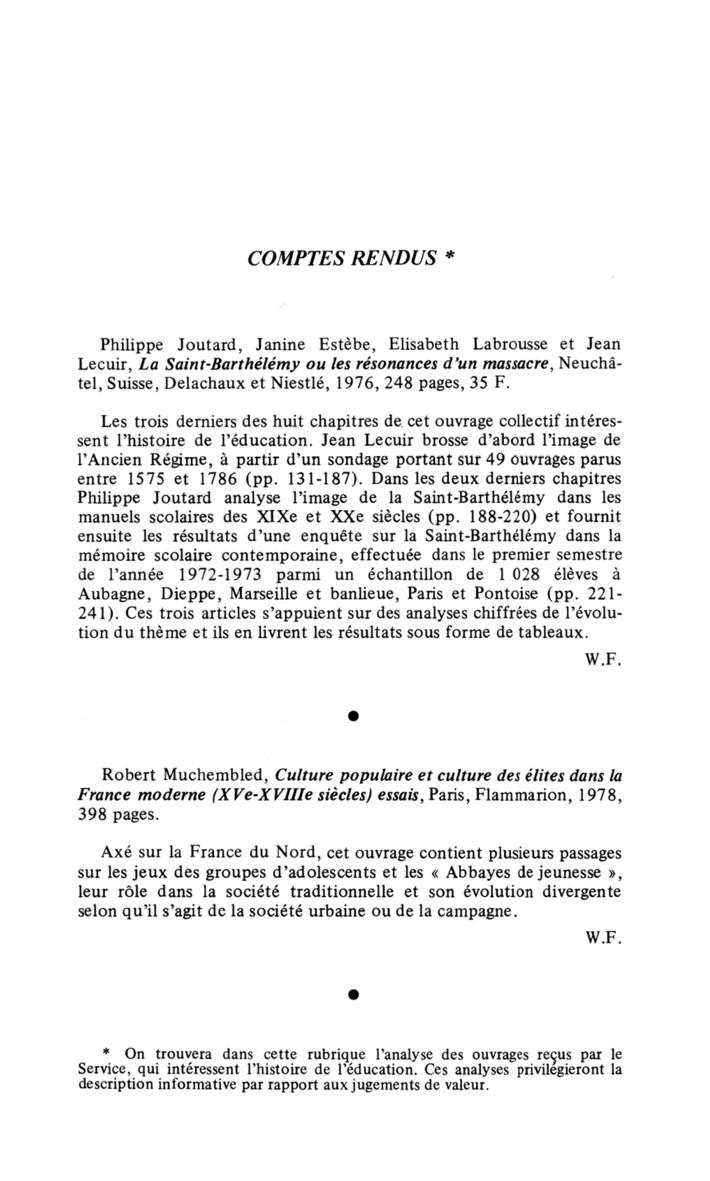 COMPTES RENDUS *
Philippe Joutard, Janine Estèbe, Elisabeth Labrousse et Jean
Lecuir, La Saint-Barthélémy ou les résonances d'un massacre, Neuchâ-
tel, Suisse, Delachaux et Niestlé, 1976, 248 pages, 35 F.
Les trois derniers des huit chapitres de cet ouvrage collectif intéres-
sent l'histoire de l'éducation. Jean Lecuir brosse d'abord l'image de
l'Ancien Régime, à partir d'un sondage portant sur 49 ouvrages parus
entre 1575 et 1786 (pp. 131-187). Dans les deux derniers chapitres
Philippe Joutard analyse l'image de la Saint-Barthélémy dans les
manuels scolaires des XIXe et XXe siècles (pp. 188-220) et fournit
ensuite les résultats d'une enquête sur la Saint-Barthélémy dans la
mémoire scolaire contemporaine, effectuée dans le premier semestre
de l'année 1972-1973 parmi un échantillon de 1 028 élèves à
Aubagne, Dieppe, Marseille et banlieue, Paris et Pontoise (pp. 221-
241). Ces trois articles s'appuient sur des analyses chiffrées de l'évolu-
tion du thème et ils en livrent les résultats sous forme de tableaux.
W.F.
●
Robert Muchembled, Culture populaire et culture des élites dans la
France moderne (XVe-XVIIIe siècles) essais, Paris, Flammarion, 1978,
398 pages.
Axé sur la France du Nord, cet ouvrage contient plusieurs passages
sur les jeux des groupes d'adolescents et les « Abbayes de jeunesse »,
leur rôle dans la société traditionnelle et son évolution divergente
selon qu'il s'agit de la société urbaine ou de la campagne.
W.F.
●
* On trouvera dans cette rubrique l'analyse des ouvrages reçus par le
Service, qui intéressent l'histoire de l'éducation. Ces analyses privilégieront la
description informative par rapport aux jugements de valeur.